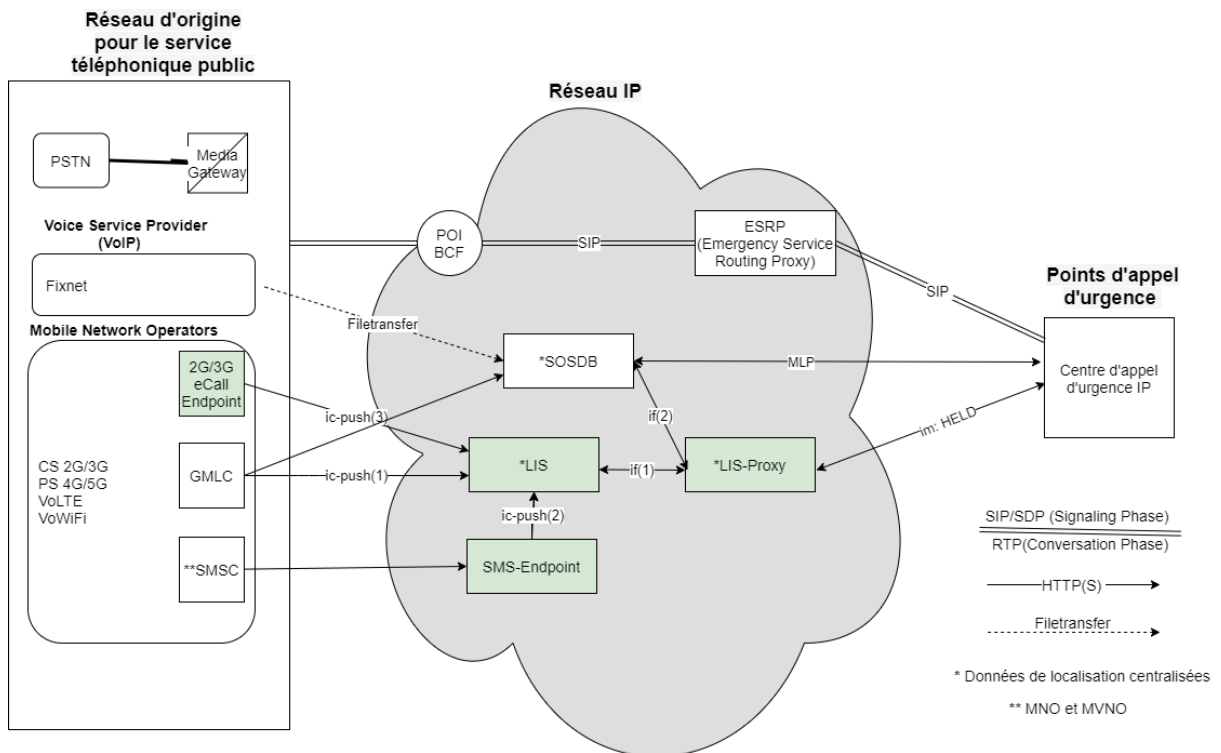 Réseau d'origine
pour le service
téléphonique public
Réseau IP
PSTN
Media
Gateway
Voice Service Provider
(VoIP)
Fixnet
Mobile Network Operators
2G/3G
eCall
Endpoint
CS 2G/3G
PS 4G/5G
VoLTE
VoWiFi
GMLC
**SMSC
POI
BCF
SIP
ESRP
(Emergency Service
Routing Proxy)
SIP
Filetransfer
*SOSDB
MLP
ic-push(3)
if(2)
*LIS
ic-push(1)
if(1)
*LIS-Proxy
im: HELD
ic-push(2)
SMS-Endpoint
Points d'appel
d'urgence
Centre d'appel
d'urgence IP
SIP/SDP (Signaling Phase)
RTP(Conversation Phase)
HTTP(S)
Filetransfer
* Données de localisation centralisées
** MNO et MVNO